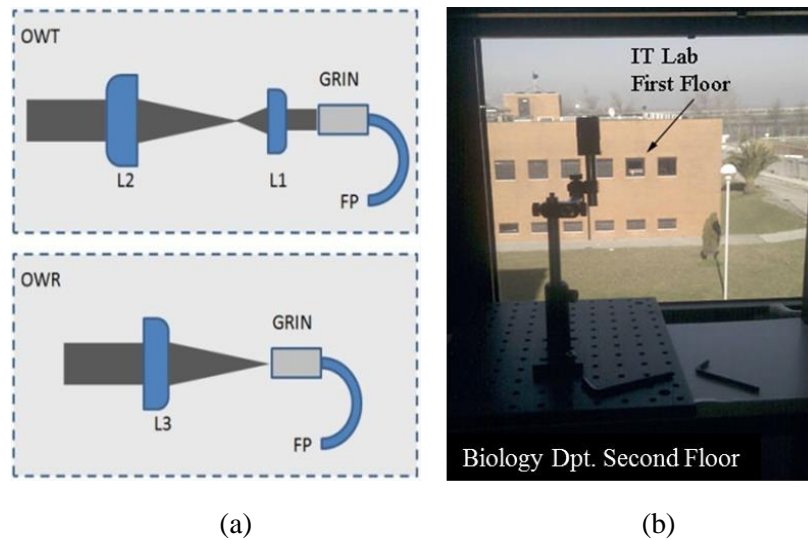 OWT
GRIN
L2
L1
FP
OWR
GRIN
L3
FP
(a)
IT Lab
First Floor
Biology Dpt. Second Floor
(b)